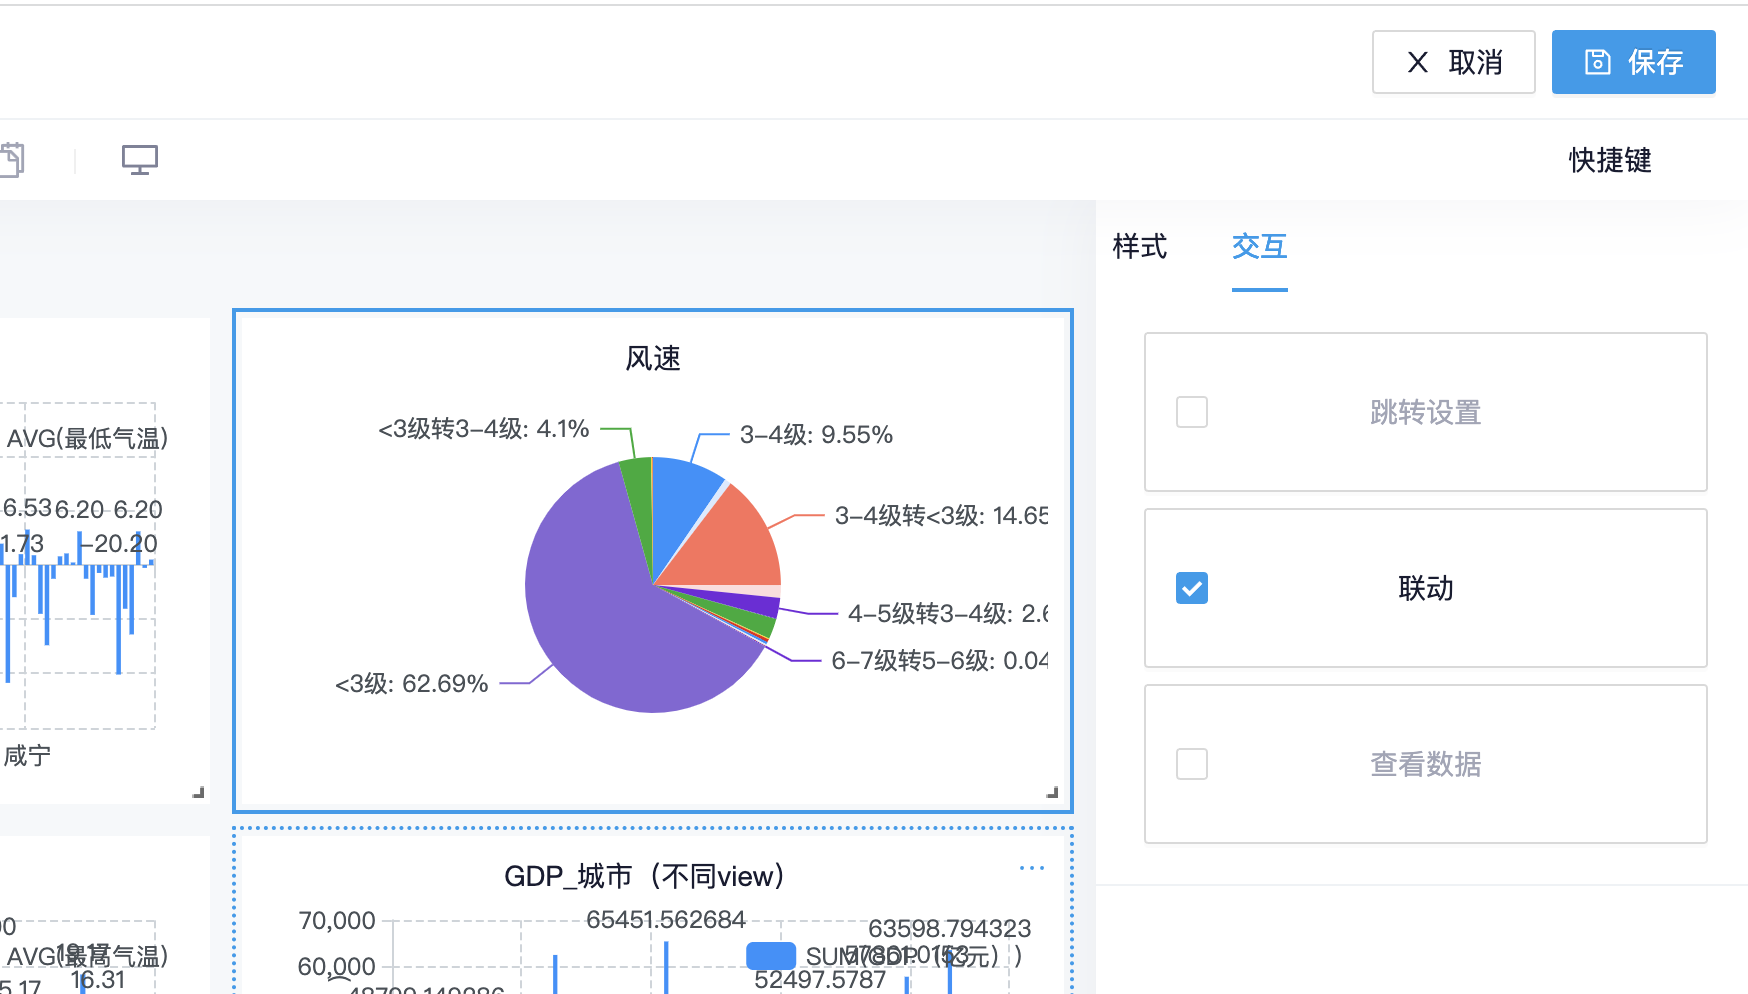 取消
保存
快捷键
样式
交互
跳转设置
联动
查看数据
AVG(最低气温)
6.53
6.20
6.20
1.73
-20.20
咸宁
风速
<3级转3-4级: 4.1%
3-4级: 9.55%
3-4级转<3级: 14.65
4-5级转3-4级: 2.6
6-7级转5-6级: 0.04
<3级: 62.69%
AVG(最高气温)
16.31
5.17
GDP_城市（不同view）
70,000
60,000
65451.562684
63598.794323
52497.5787